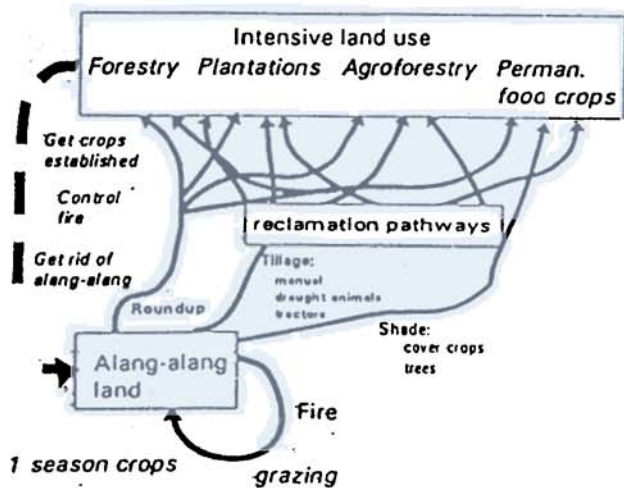 Intensive land use
Forestry Plantations Agroforestry Perman.
food crops
Get crops
established
Control
fire
reclamation pathways
Get rid of
alang-alang
Tillage:
manual
draught animals
tractors
Roundup
Shade:
cover crops
trees
Alang-alang
land
Fire
1 season crops
grazing